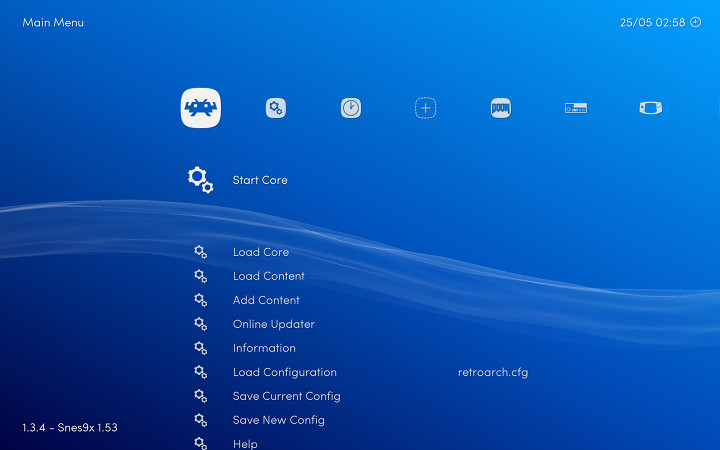 Main Menu
25/05 02:58
DOOM
Start Core
Load Core
Load Content
Add Content
Online Updater
Information
Load Configuration
retroarch.cfg
Save Current Config
Save New Config
Help
1.3.4 - Snes9x 1.53